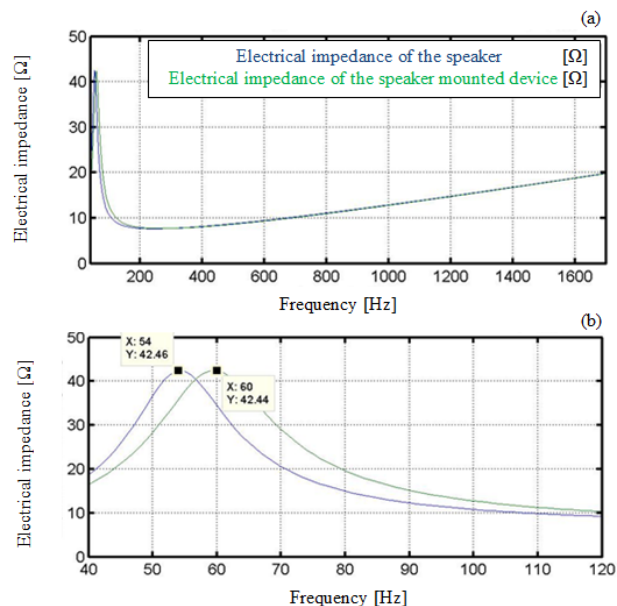 (a)
Electrical impedance [Ω]
50
40
30
20
10
0
Electrical impedance of the speaker [Ω]
Electrical impedance of the speaker mounted device [Ω]
200 400 600 800 1000 1200 1400 1600
Frequency [Hz]
(b)
Electrical impedance [Ω]
50
40
30
20
10
0
X: 54
Y: 42.46
X: 60
Y: 42.44
40 50 60 70 80 90 100 110 120
Frequency [Hz]